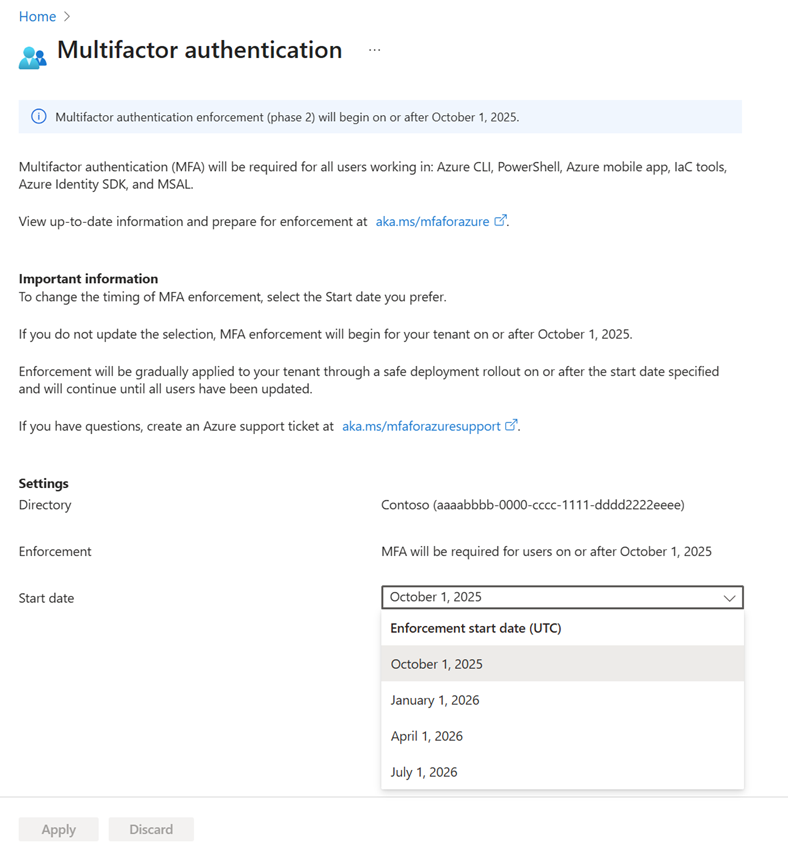 Home
Multifactor authentication ...
Multifactor authentication enforcement (phase 2) will begin on or after October 1, 2025.
Multifactor authentication (MFA) will be required for all users working in: Azure CLI, PowerShell, Azure mobile app, IaC tools,
Azure Identity SDK, and MSAL.
View up-to-date information and prepare for enforcement at aka.ms/mfaforazure.
Important information
To change the timing of MFA enforcement, select the Start date you prefer.
If you do not update the selection, MFA enforcement will begin for your tenant on or after October 1, 2025.
Enforcement will be gradually applied to your tenant through a safe deployment rollout on or after the start date specified
and will continue until all users have been updated.
If you have questions, create an Azure support ticket at aka.ms/mfaforazuresupport.
Settings
Directory Contoso (aaaabbbb-0000-cccc-1111-dddd2222eeee)
Enforcement MFA will be required for users on or after October 1, 2025
Start date October 1, 2025
Enforcement start date (UTC)
October 1, 2025
January 1, 2026
April 1, 2026
July 1, 2026
Apply Discard